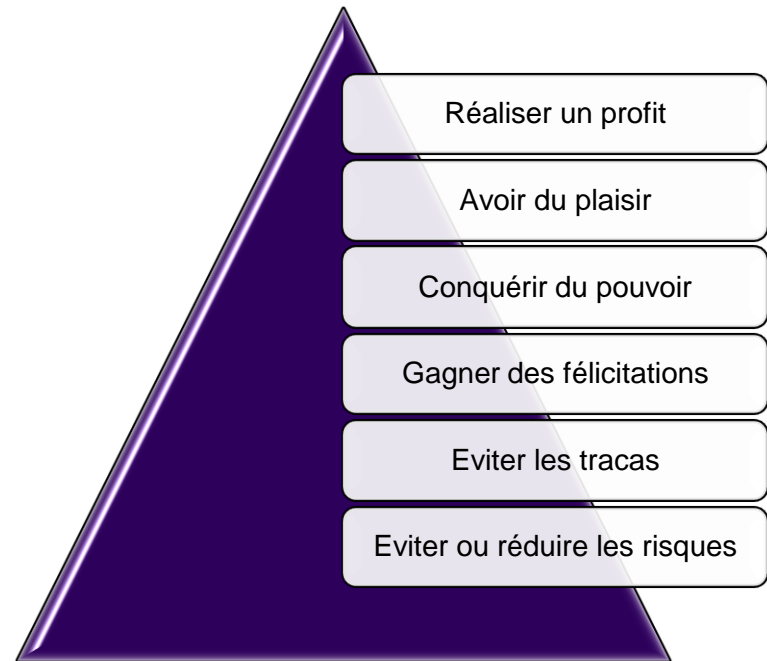 Réaliser un profit
Avoir du plaisir
Conquérir du pouvoir
Gagner des félicitations
Eviter les tracas
Eviter ou réduire les risques